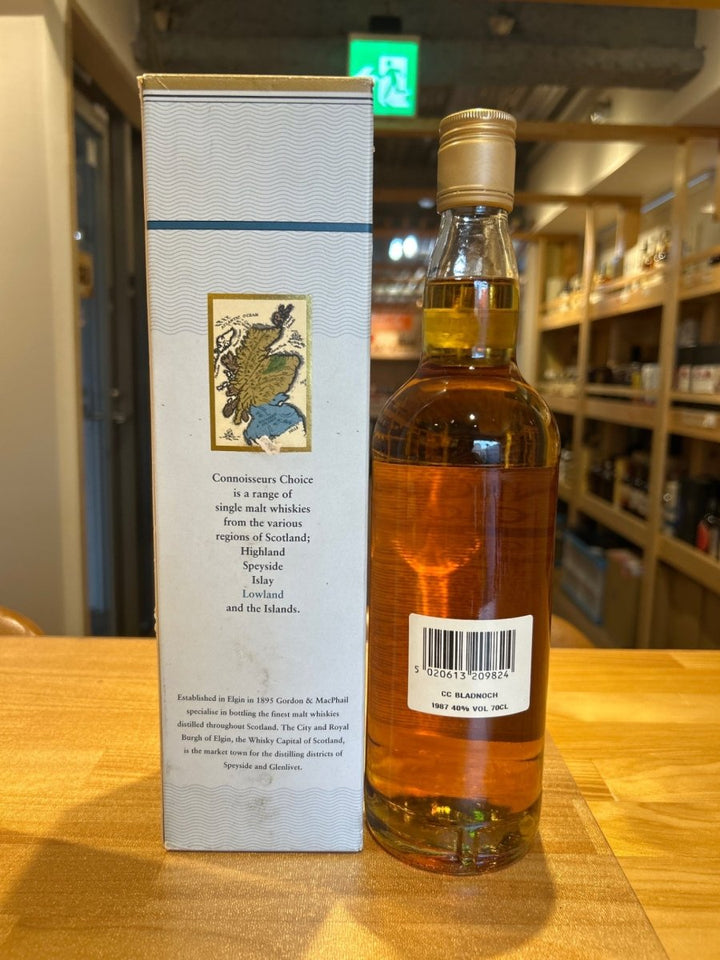 ATLANTIC OCEAN
Connoisseurs Choice
is a range of
single malt whiskies
from the various
regions of Scotland;
Highland
Speyside
Islay
Lowland
and the Islands.
Established in Elgin in 1895 Gordon & MacPhail
specialise in bottling the finest malt whiskies
distilled throughout Scotland. The City and Royal
Burgh of Elgin, the Whisky Capital of Scotland,
is the market town for the distilling districts of
Speyside and Glenlivet.
5 020613 209824
CC BLADNOCH
1987 40% VOL 70CL